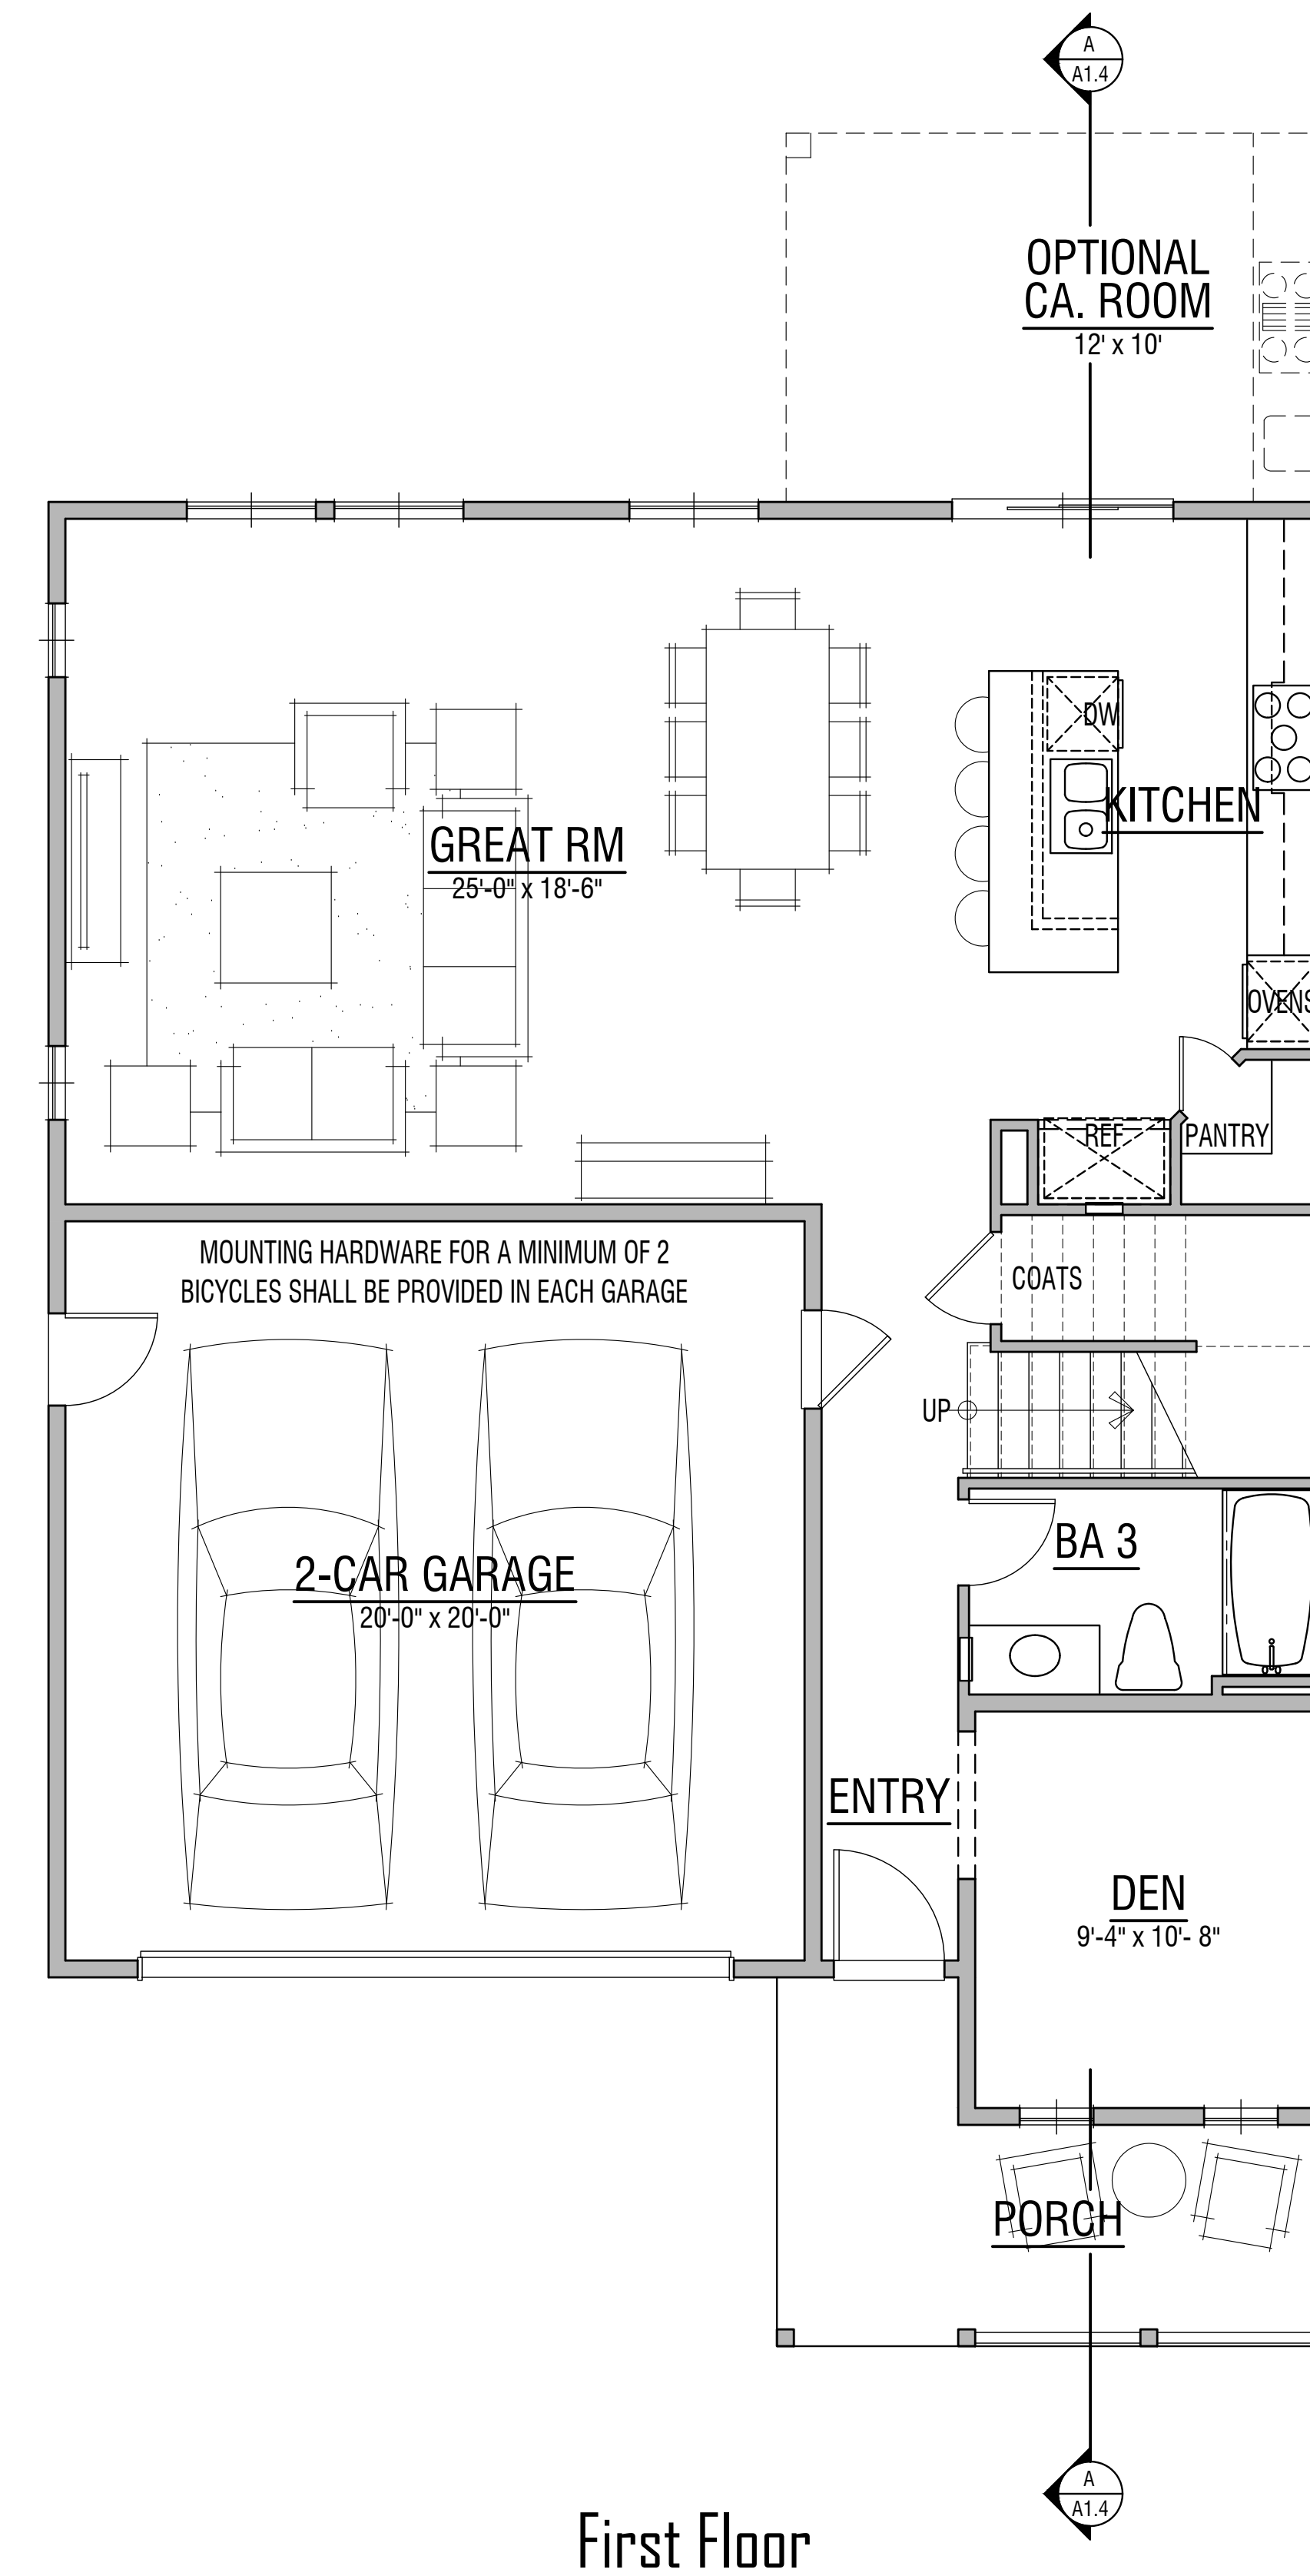 A
A1.4
OPTIONAL
CA. ROOM
12' x 10'
DW
KITCHEN
GREAT RM
25'-0" x 18'-6"
OVENS
REF
PANTRY
MOUNTING HARDWARE FOR A MINIMUM OF 2
BICYCLES SHALL BE PROVIDED IN EACH GARAGE
COATS
UP
BA 3
2-CAR GARAGE
20'-0" x 20'-0"
ENTRY
DEN
9'-4" x 10'- 8"
PORCH
A
A1.4
First Floor